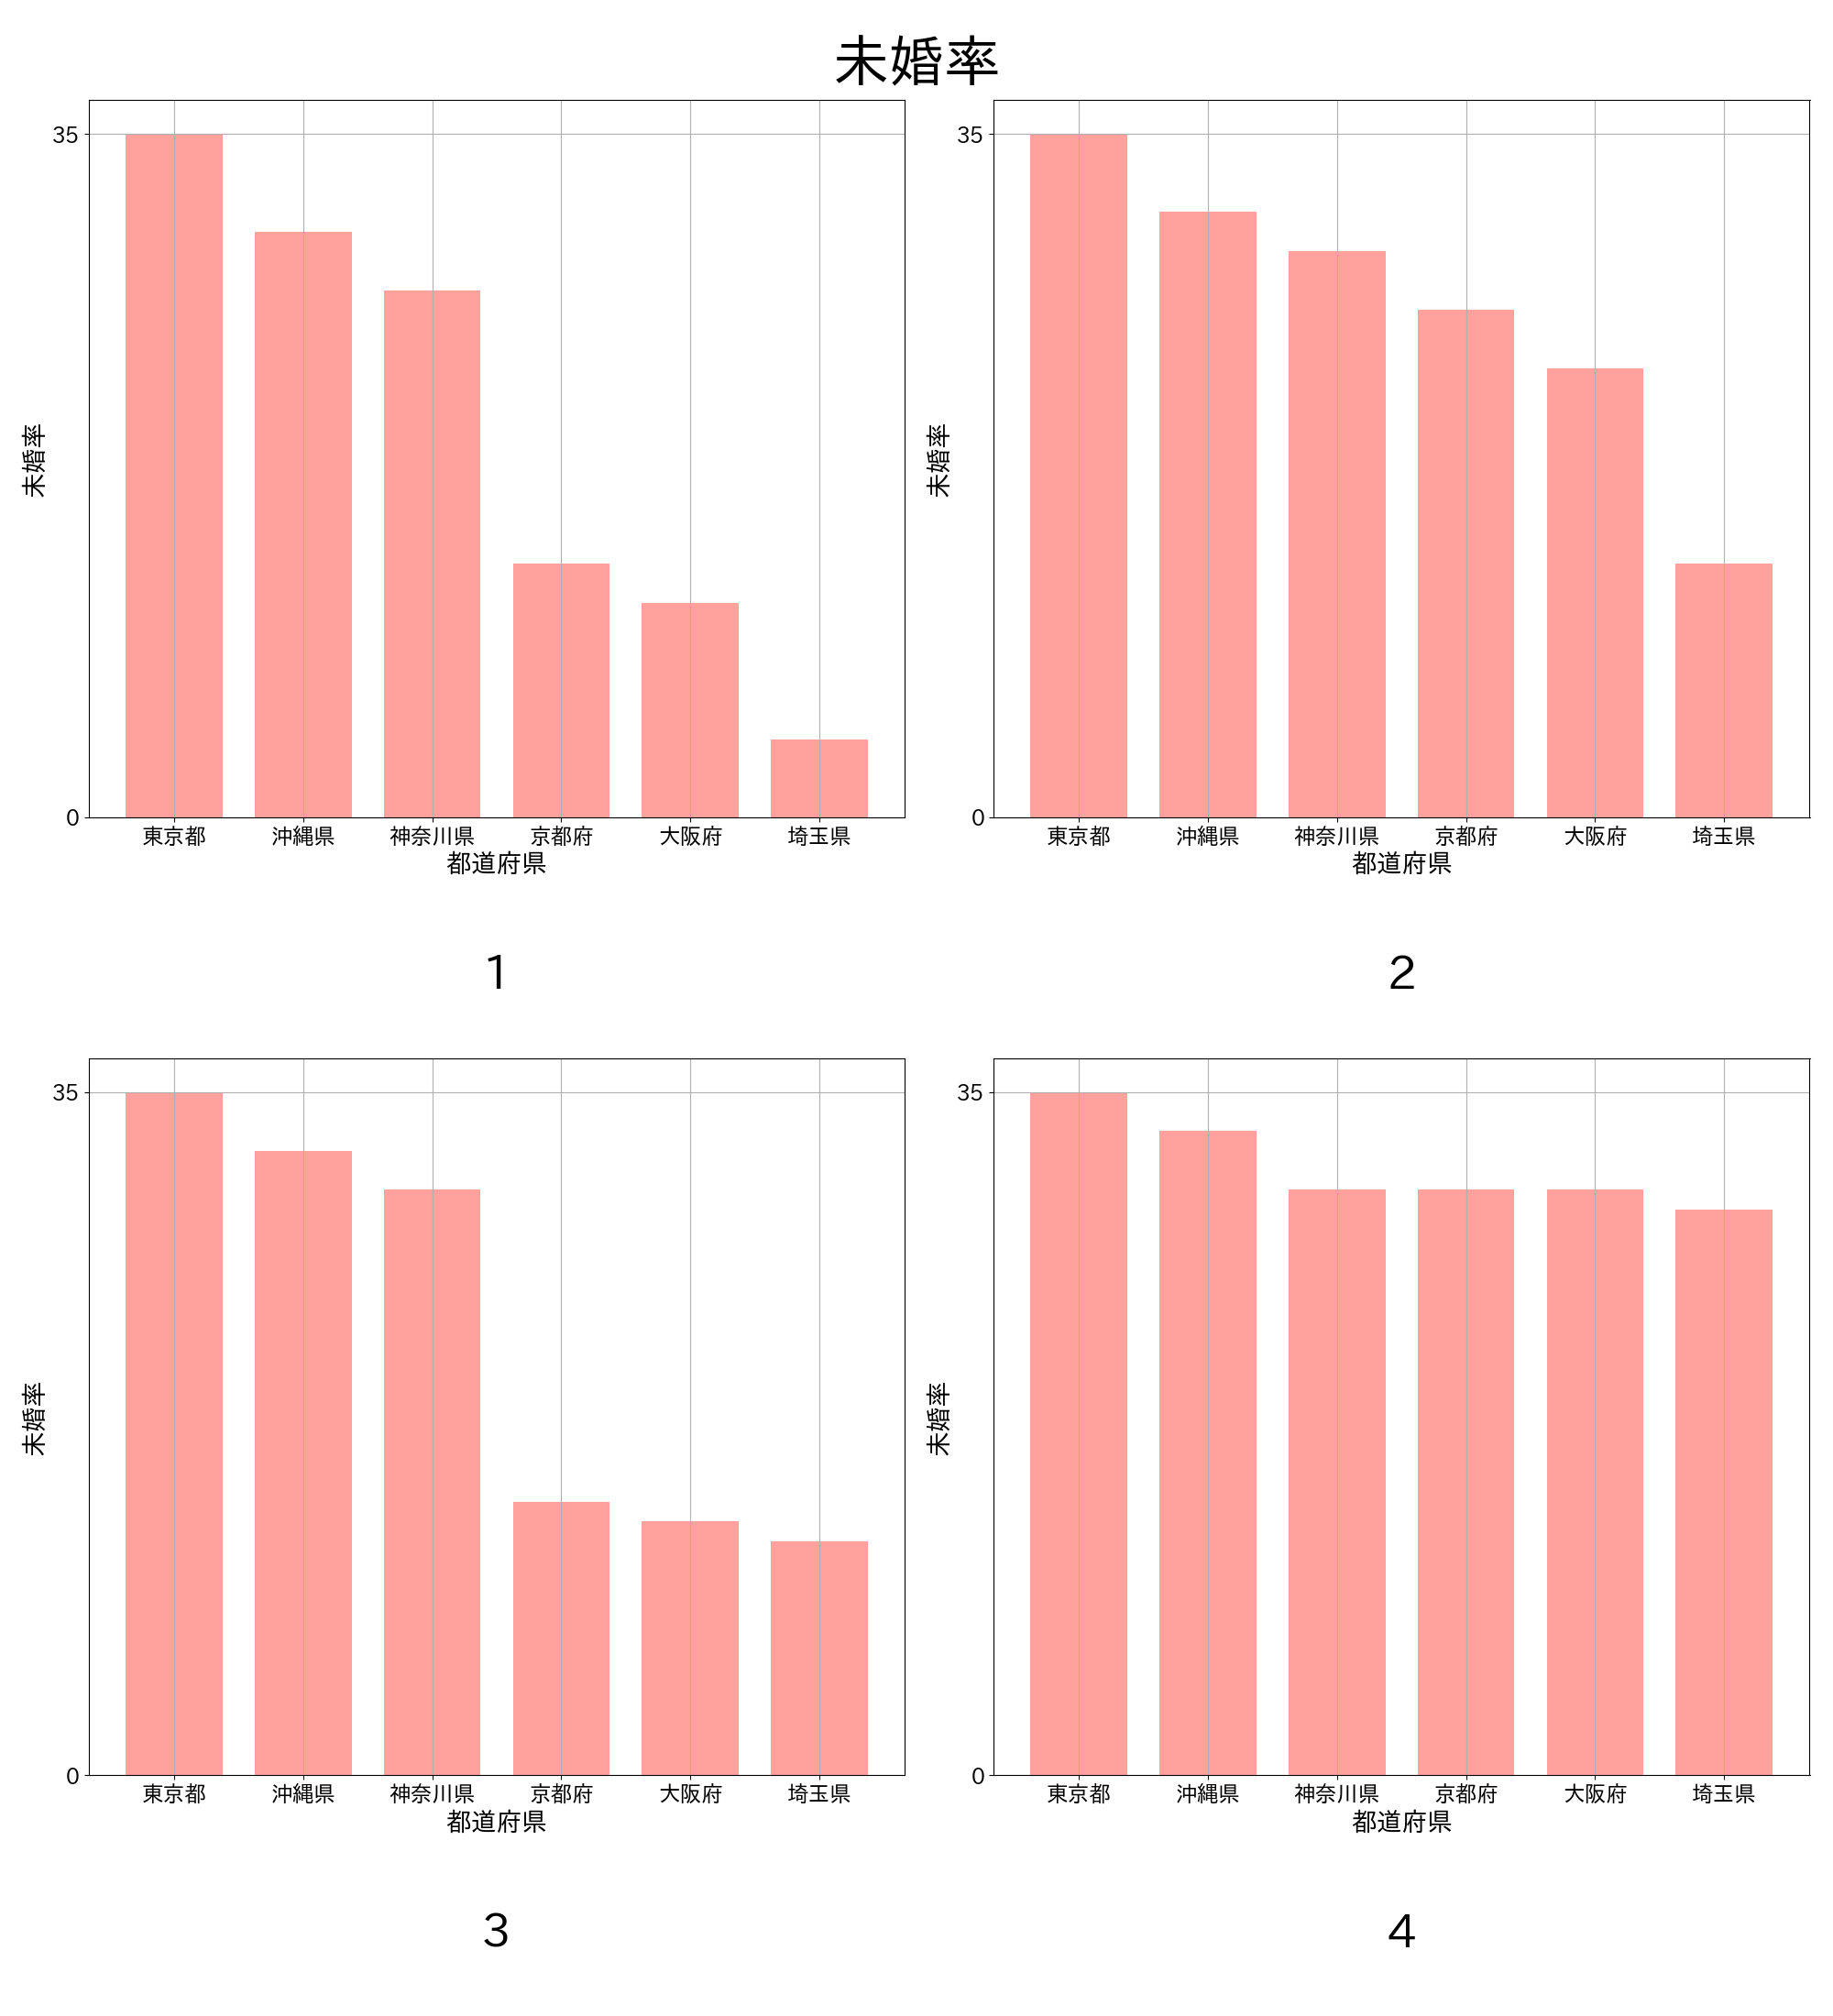 未婚率
35
0
未婚率
東京都 沖縄県 神奈川県 京都府 大阪府 埼玉県
都道府県
1
35
0
未婚率
東京都 沖縄県 神奈川県 京都府 大阪府 埼玉県
都道府県
2
35
0
未婚率
東京都 沖縄県 神奈川県 京都府 大阪府 埼玉県
都道府県
3
35
0
未婚率
東京都 沖縄県 神奈川県 京都府 大阪府 埼玉県
都道府県
4